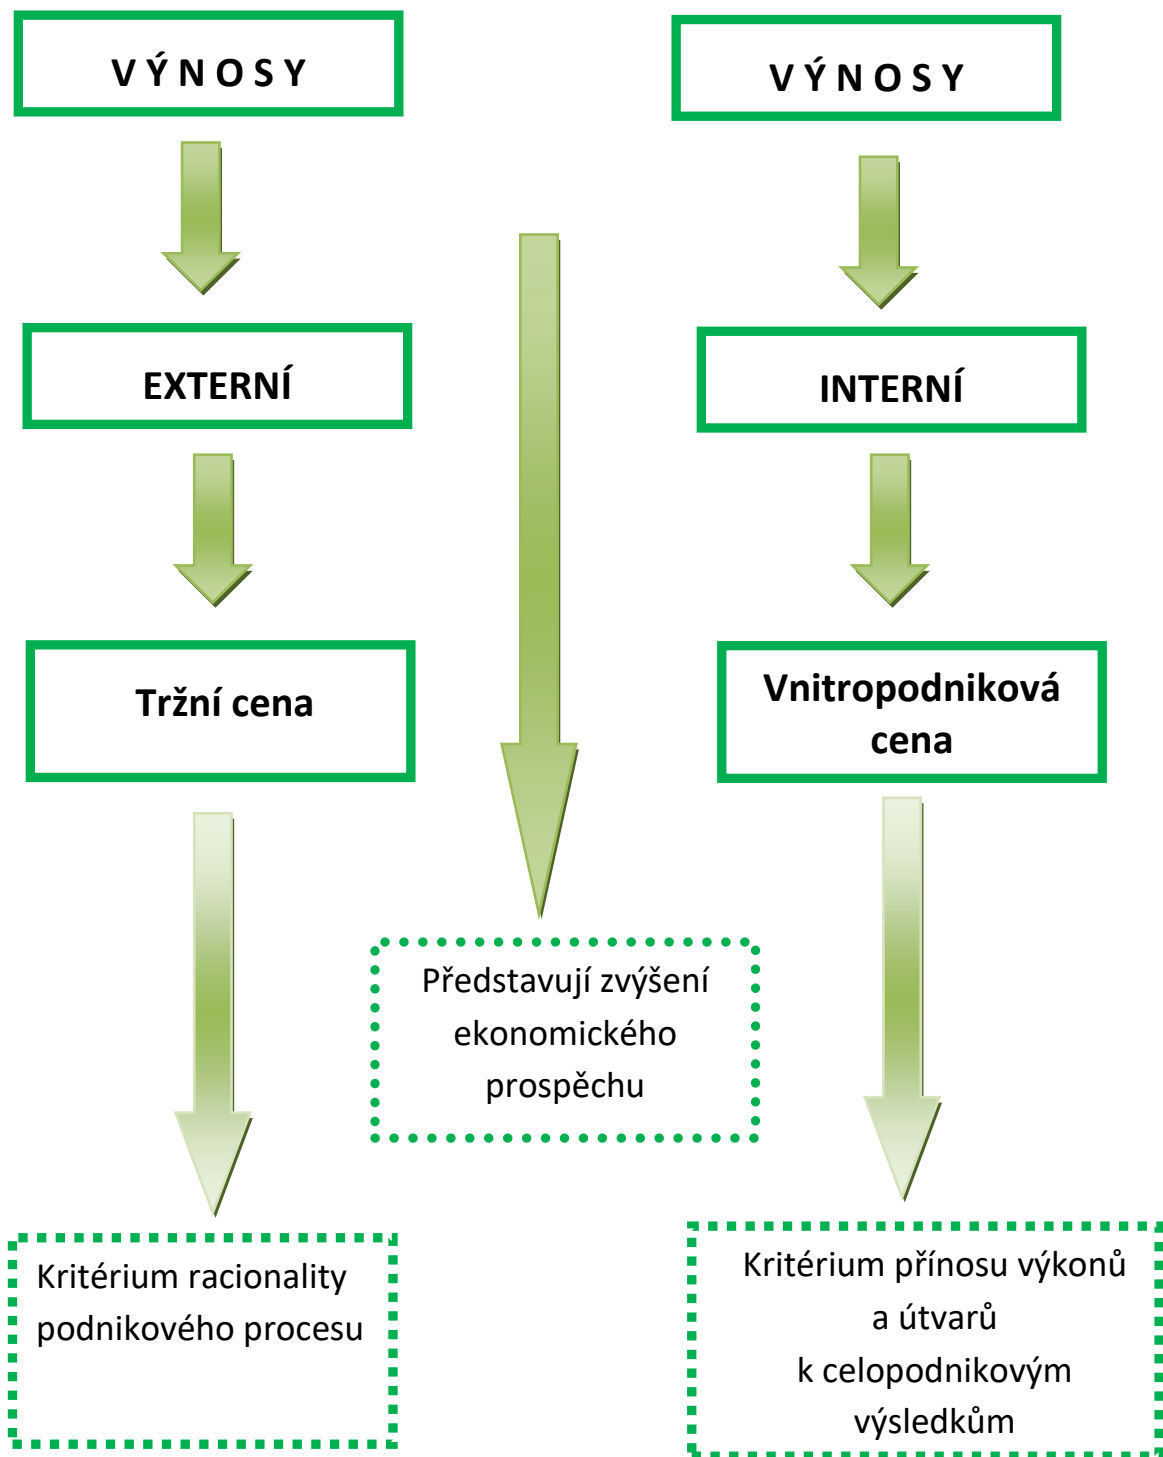 V Ý N O S Y
V Ý N O S Y
EXTERNÍ
INTERNÍ
Tržní cena
Vnitropodniková
cena
Představují zvýšení
ekonomického
prospěchu
Kritérium racionality
podnikového procesu
Kritérium přínosu výkonů
a útvarů
k celopodnikovým
výsledkům